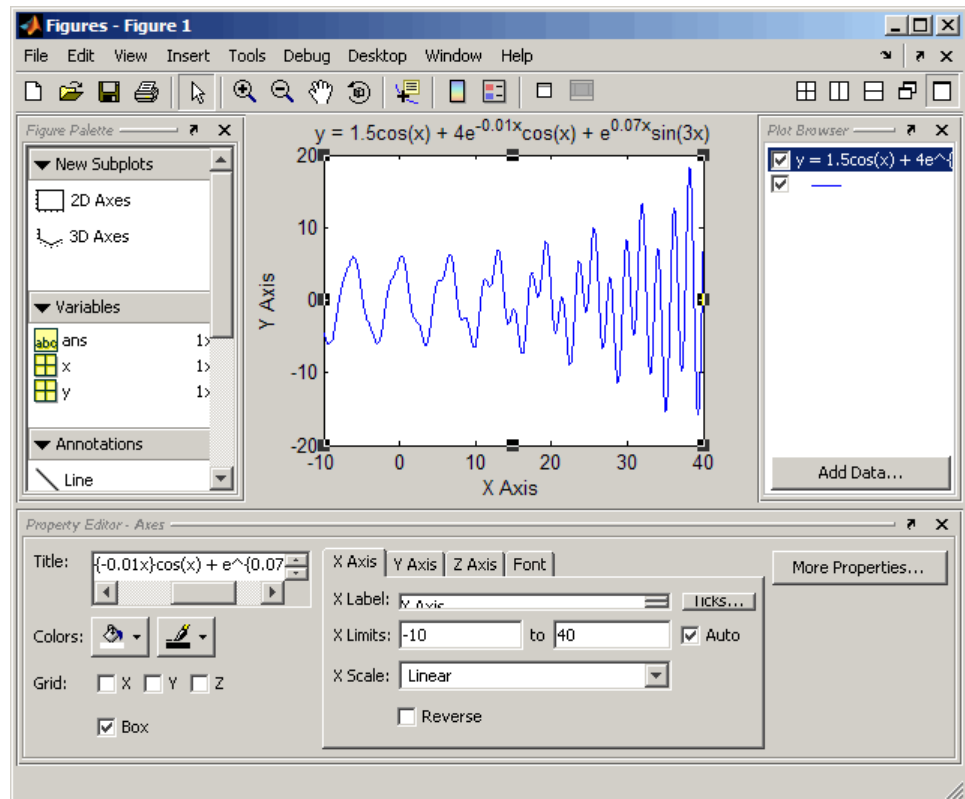 Figures - Figure 1
File Edit View Insert Tools Debug Desktop Window Help
Figure Palette
New Subplots
2D Axes
3D Axes
Variables
abc ans 1
x 1
y 1
Annotations
Line
y = 1.5cos(x) + 4e^-0.01x cos(x) + e^0.07x sin(3x)
20
10
0
-10
-20
Y Axis
-10 0 10 20 30 40
X Axis
Plot Browser
y = 1.5cos(x) + 4e^{
Add Data...
Property Editor - Axes
Title: {-0.01x}cos(x) + e^{0.07
Colors:
Grid: X Y Z
Box
X Axis Y Axis Z Axis Font
X Label: Ticks...
X Limits: -10 to 40 Auto
X Scale: Linear
Reverse
More Properties...